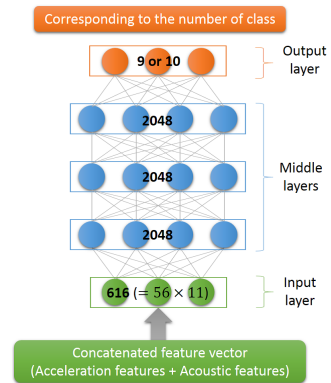 Corresponding to the number of class
9 or 10
Output
layer
2048
2048
Middle
layers
2048
616 (= 56 × 11)
Input
layer
Concatenated feature vector
(Acceleration features + Acoustic features)